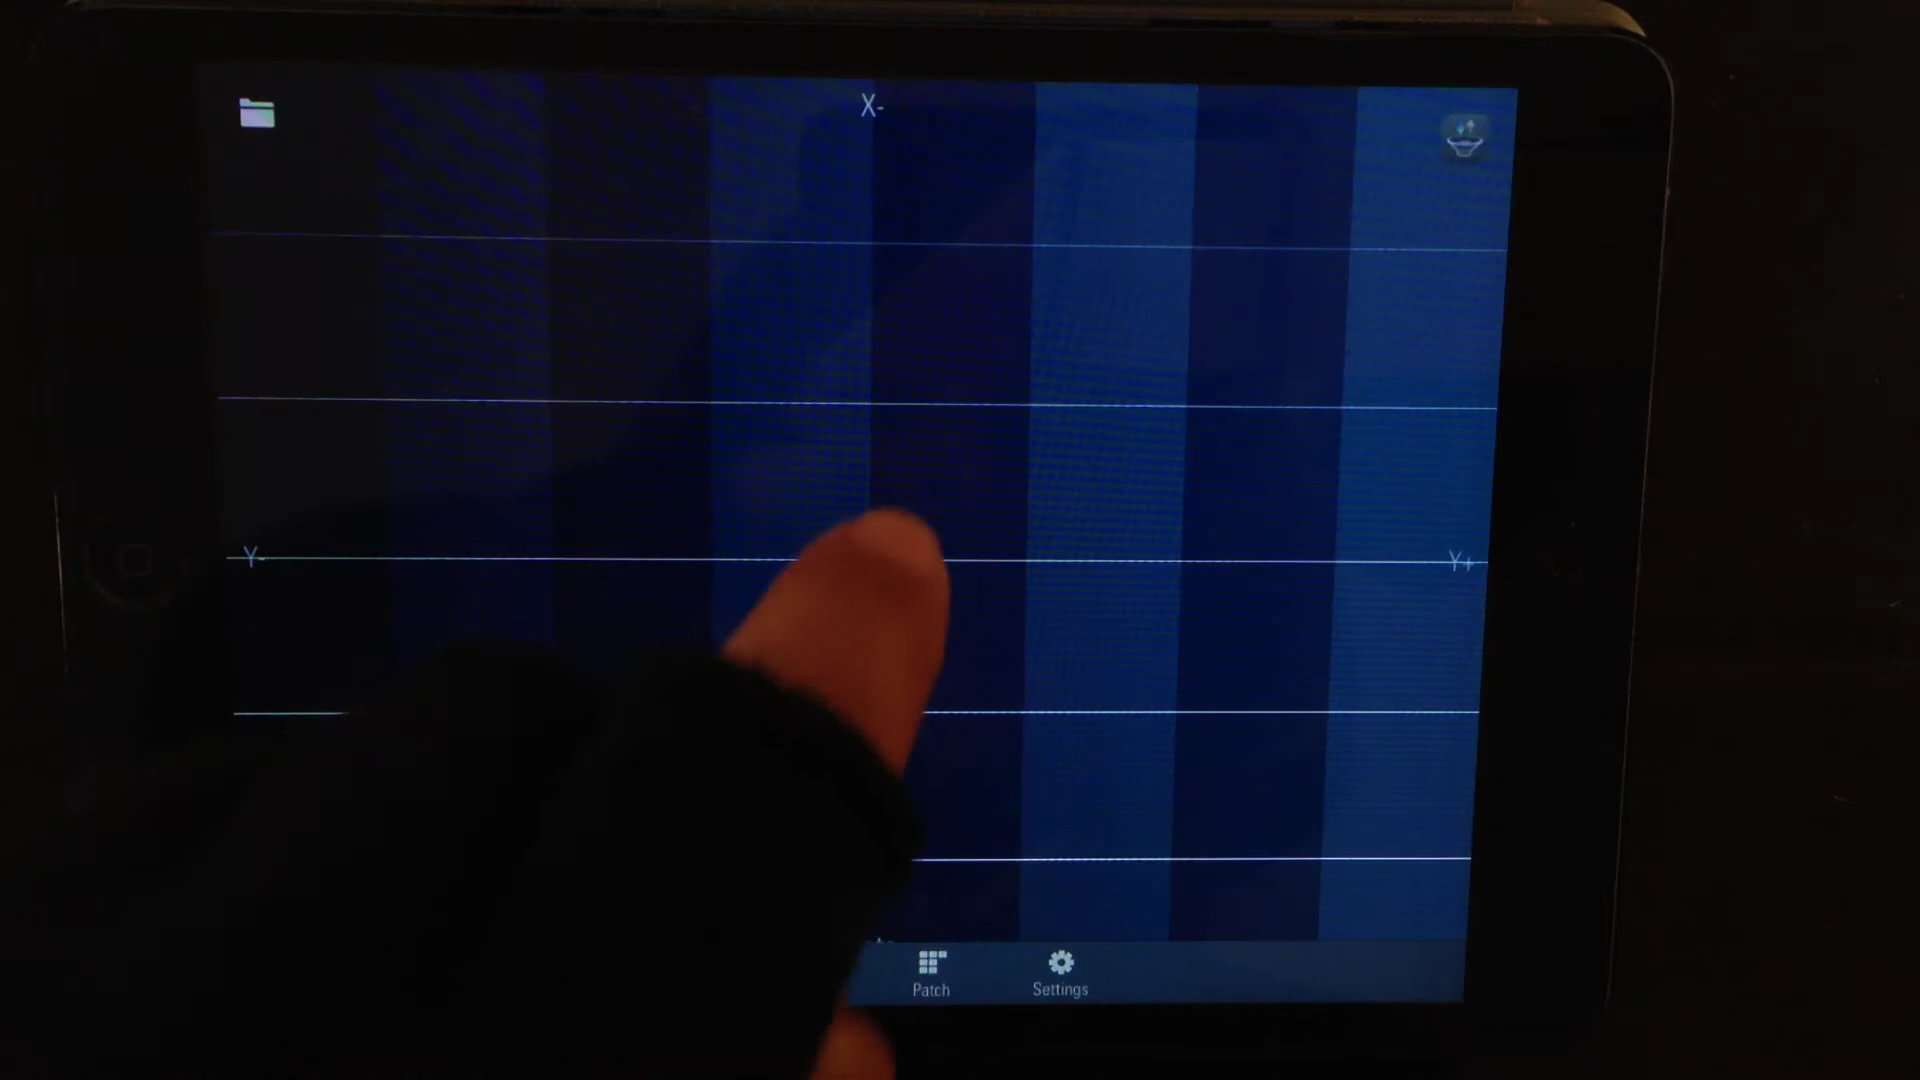 X-
Y-
Y+
Patch
Settings